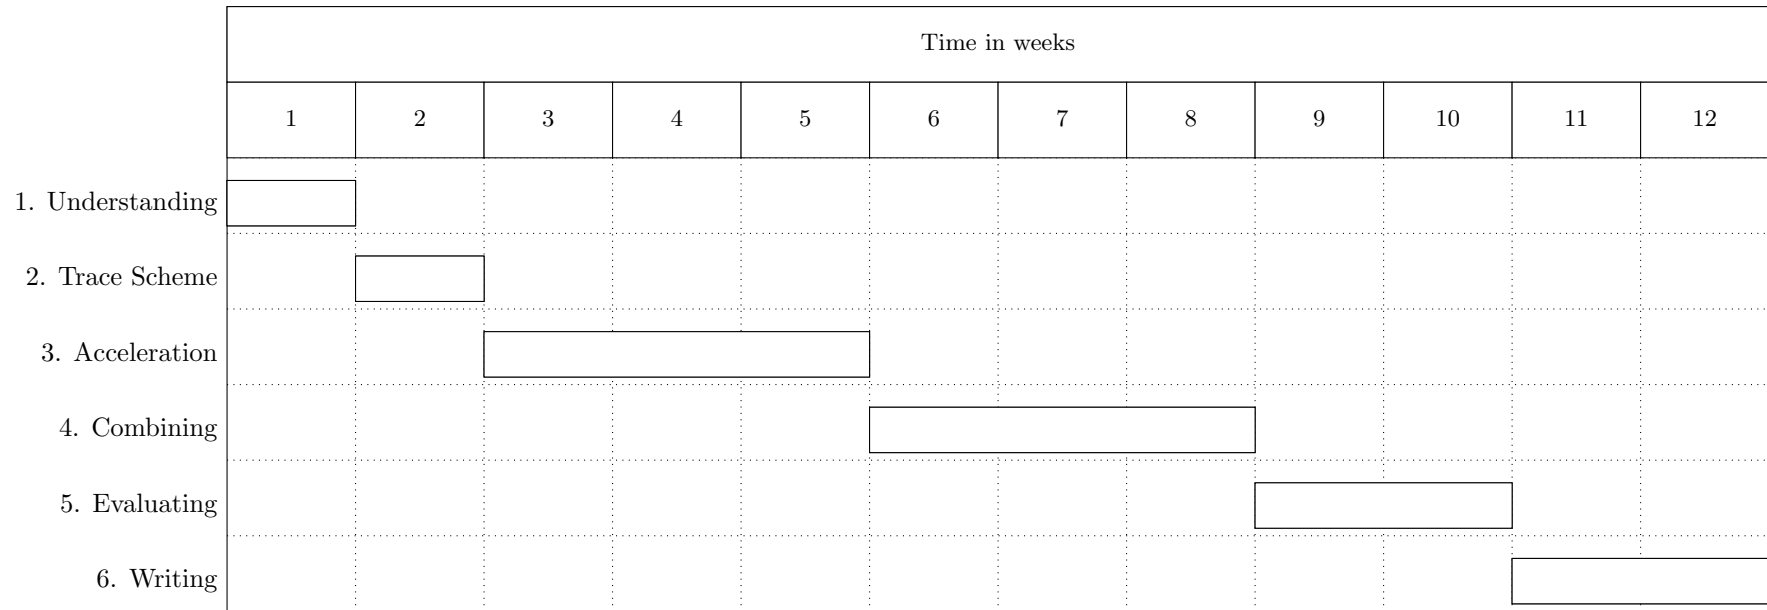 Time in weeks
1 2 3 4 5 6 7 8 9 10 11 12
1. Understanding
2. Trace Scheme
3. Acceleration
4. Combining
5. Evaluating
6. Writing